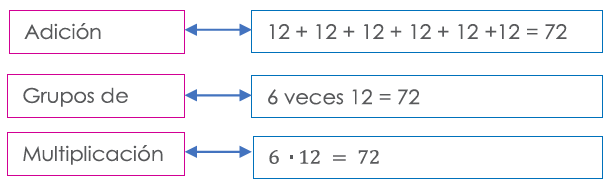 Adición 12 + 12 + 12 + 12 + 12 +12 = 72
Grupos de 6 veces 12 = 72
Multiplicación 6 · 12 = 72